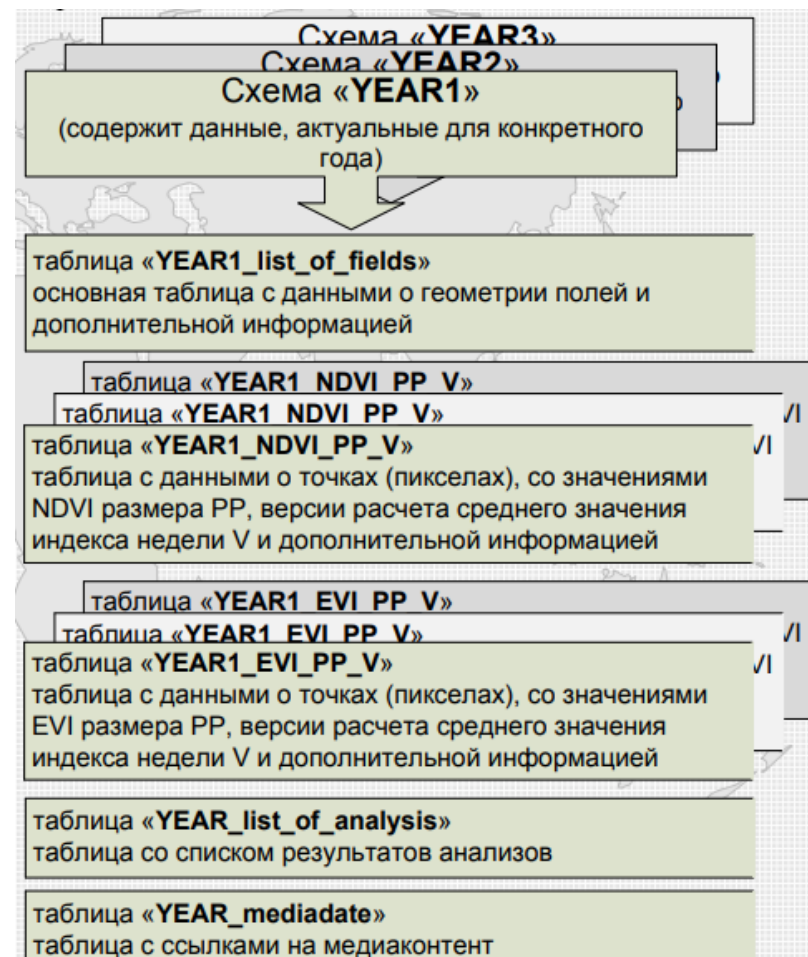 Схема «YEAR3»
Схема «YEAR2»
Схема «YEAR1»
(содержит данные, актуальные для конкретного
года)
таблица «YEAR1_list_of_fields»
основная таблица с данными о геометрии полей и
дополнительной информацией
таблица «YEAR1_NDVI_PP_V»
таблица «YEAR1_NDVI_PP_V»
таблица «YEAR1_NDVI_PP_V»
таблица с данными о точках (пикселах), со значениями
NDVI размера PP, версии расчета среднего значения
индекса недели V и дополнительной информацией
таблица «YEAR1_EVI_PP_V»
таблица «YEAR1_EVI_PP_V»
таблица «YEAR1_EVI_PP_V»
таблица с данными о точках (пикселах), со значениями
EVI размера PP, версии расчета среднего значения
индекса недели V и дополнительной информацией
таблица «YEAR_list_of_analysis»
таблица со списком результатов анализов
таблица «YEAR_mediadate»
таблица с ссылками на медиаконтент